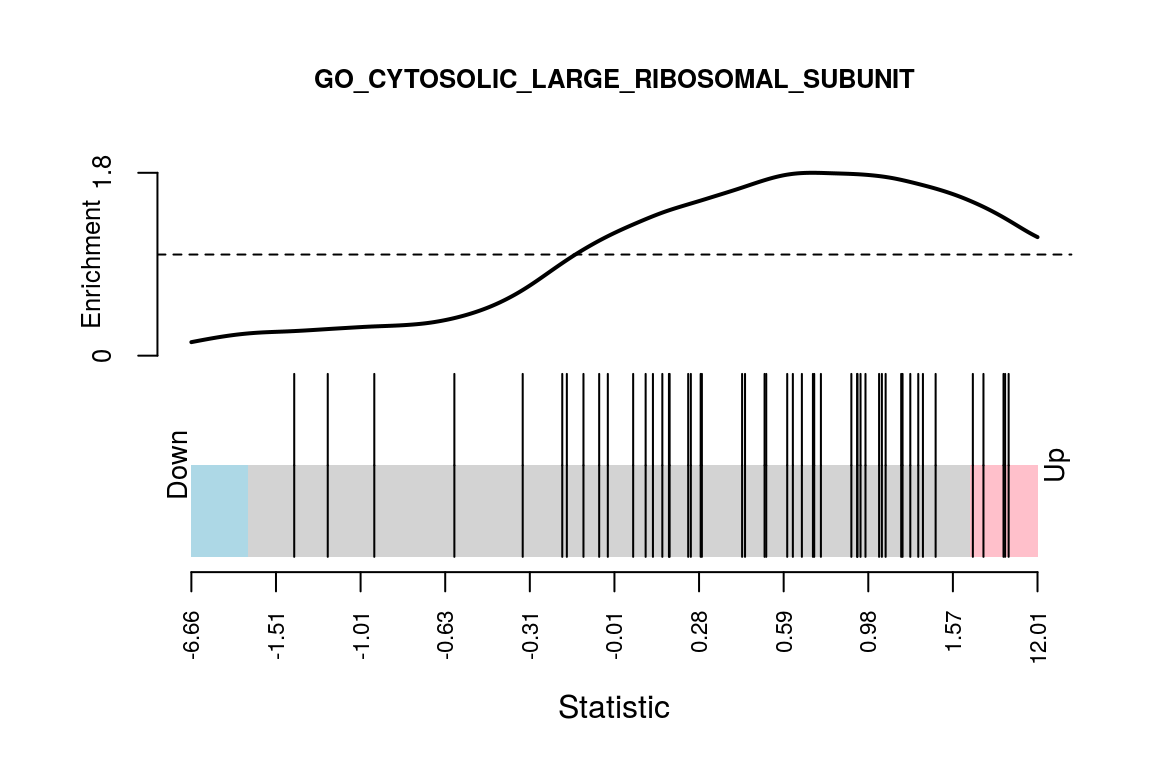 GO_CYTOSOLIC_LARGE_RIBOSOMAL_SUBUNIT
1.8
Enrichment
0
Down
Up
-6.66 -1.51 -1.01 -0.63 -0.31 -0.01 0.28 0.59 0.98 1.57 12.01
Statistic